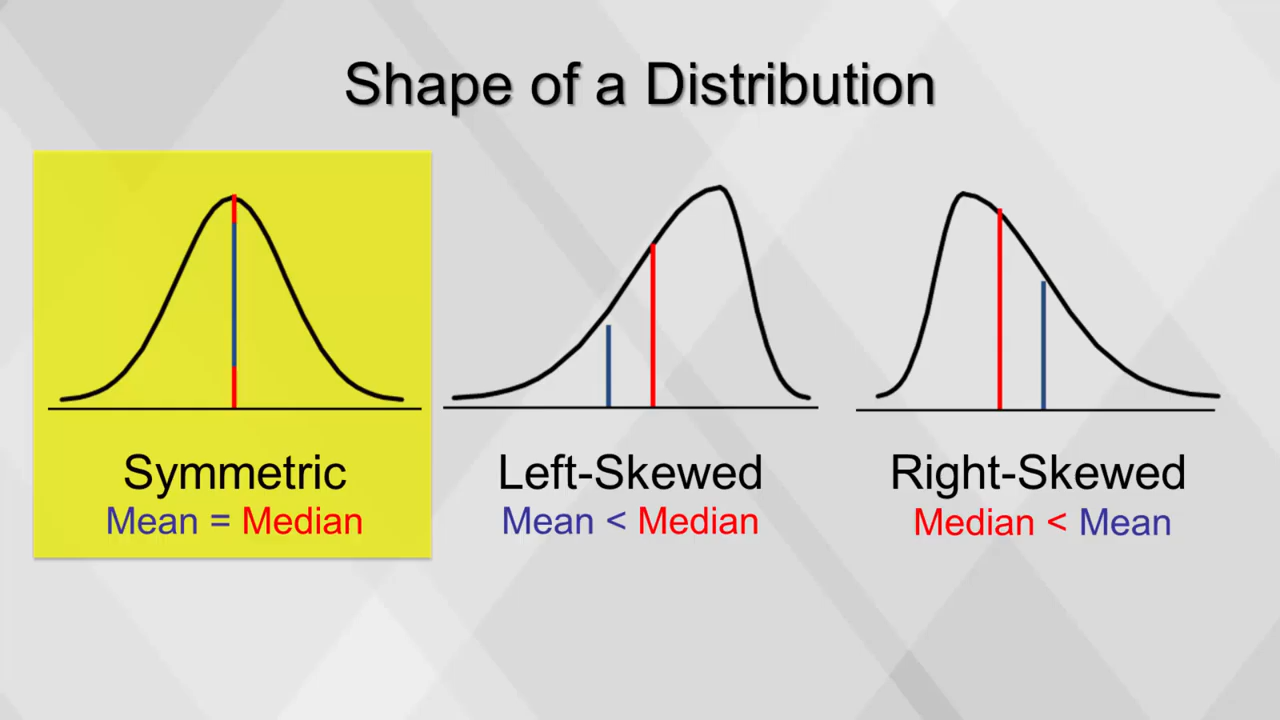 Shape of a Distribution
Symmetric
Mean = Median
Left-Skewed
Mean < Median
Right-Skewed
Median < Mean